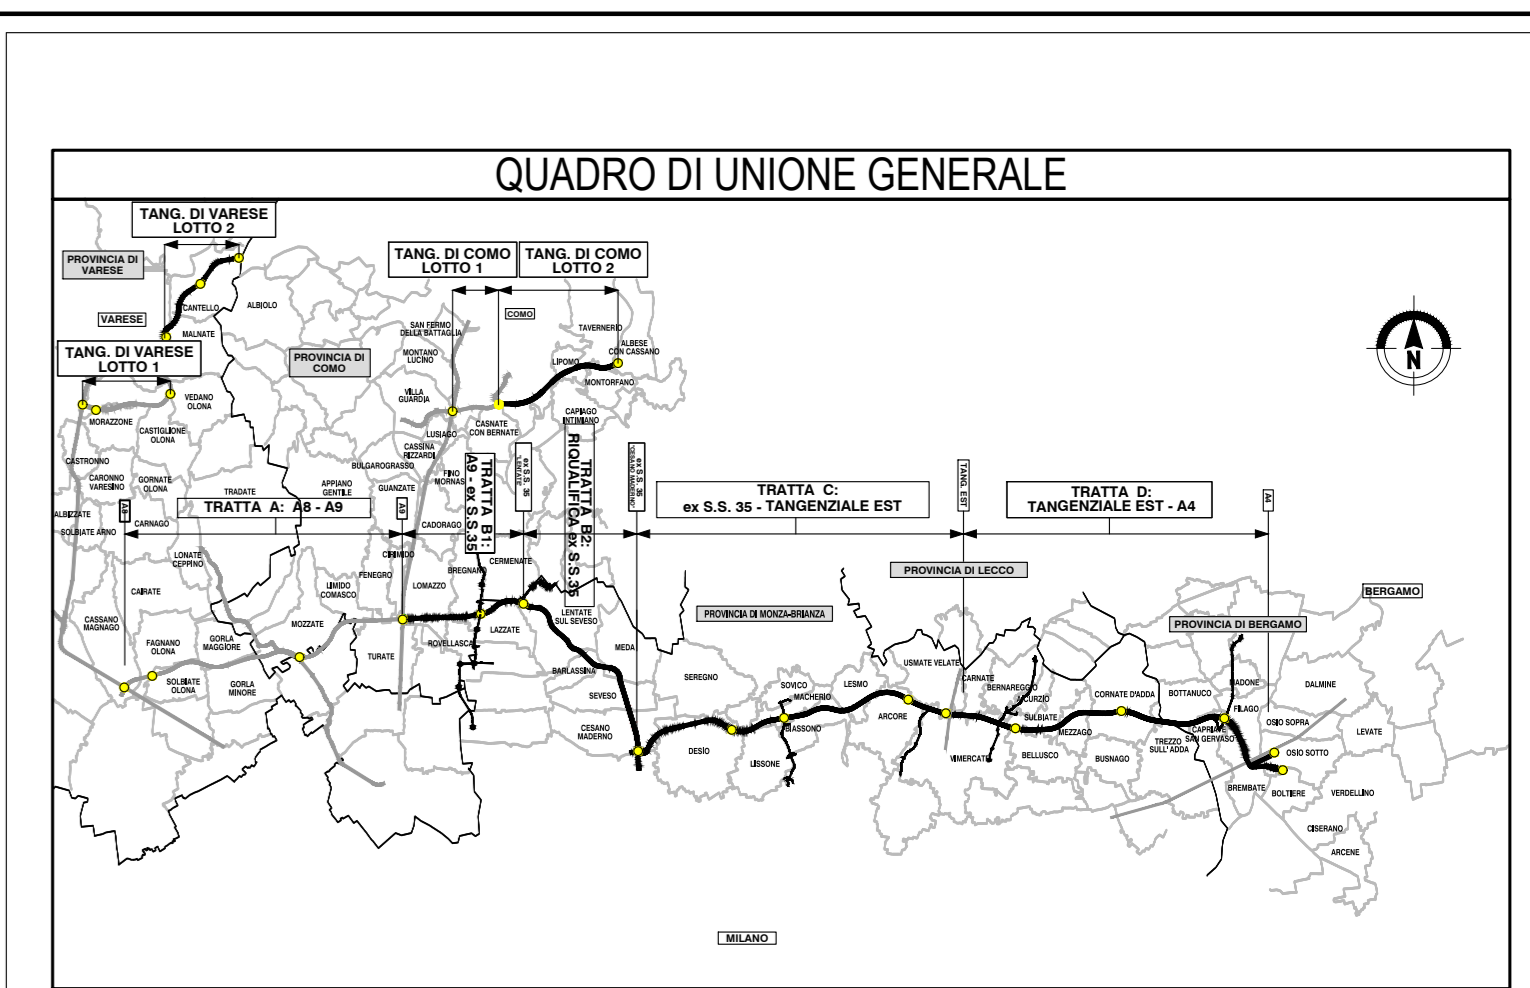 QUADRO DI UNIONE GENERALE
TANG. DI VARESE
LOTTO 2
PROVINCIA DI
VARESE
CANTELLO
ALBIOLO
VARESE
MALNATE
TANG. DI VARESE
LOTTO 1
PROVINCIA DI
COMO
TANG. DI COMO
LOTTO 1
TANG. DI COMO
LOTTO 2
COMO
SAN FERMO
DELLA BATTAGLIA
MONTANO
LUCINO
VILLA
GUARDIA
TAVERNERIO
ALBESE
CON CASSANO
LIPOMO
MONTORFANO
CAPIAGO
INTIMIANO
CASNATE
CON BERNATE
LUSIAGO
CASSINA
RIZZARDI
BULGAROGRASSO
FINO
MORNAS
GUANZATE
APPIANO
GENTILE
CADORAGO
VEDANO
OLONA
MORAZZONE
CASTIGLIONE
OLONA
CASTRONNO
CARONNO
VARESINO
GORNATE
OLONA
TRADATE
ALBIZZATE
SOLBIATE ARNO
CARNAGO
A8
TRATTA A: A8 - A9
A9
TRATTA B1:
A9 - ex S.S.35
ex S.S. 35
"LENTATE"
TRATTA B2:
RIQUALIFICA ex S.S.35
ex S.S. 35
"CESANO MADERNO"
TRATTA C:
ex S.S. 35 - TANGENZIALE EST
TANG. EST
TRATTA D:
TANGENZIALE EST - A4
A4
N
LONATE
CEPPINO
CAIRATE
CASSANO
MAGNAGO
FAGNANO
OLONA
SOLBIATE
OLONA
GORLA
MAGGIORE
GORLA
MINORE
MOZZATE
LIMIDO
COMASCO
FENEGRO
CIRIMIDO
LOMAZZO
BREGNANO
CERMENATE
TURATE
ROVELLASCA
LAZZATE
LENTATE
SUL SEVESO
BARLASSINA
MEDA
SEVESO
CESANO
MADERNO
PROVINCIA DI MONZA-BRIANZA
SEREGNO
DESIO
LISSONE
SOVICO
MACHERIO
BIASSONO
LESMO
ARCORE
PROVINCIA DI LECCO
USMATE VELATE
CARNATE
BERNAREGGIO
VIMERCATE
SULBIATE
BELLUSCO
MEZZAGO
CORNATE D'ADDA
BUSNAGO
TREZZO
SULL' ADDA
BOTTANUCO
BERGAMO
PROVINCIA DI BERGAMO
FILAGO
DALMINE
OSIO SOPRA
OSIO SOTTO
LEVATE
BREMBATE
BOLTIERE
VERDELLINO
CISERANO
ARCENE
MILANO